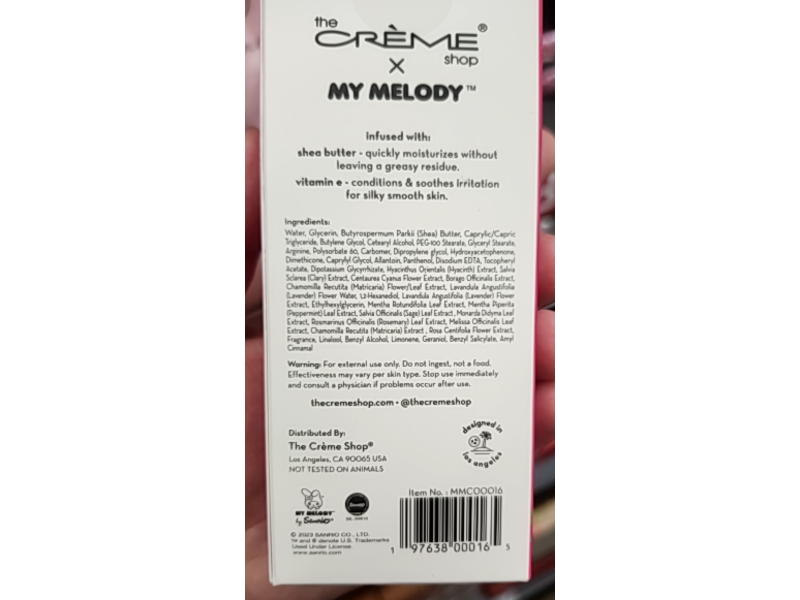 the
CRÈME®
shop
X
MY MELODY™
Infused with:
shea butter - quickly moisturizes without
leaving a greasy residue.
vitamin e - conditions & soothes irritation
for silky smooth skin.
Ingredients:
Water, Glycerin, Butyrospermum Parkii (Shea) Butter, Caprylic/Capric
Triglyceride, Butylene Glycol, Cetearyl Alcohol, PEG-100 Stearate, Glyceryl Stearate,
Arginine, Polysorbate 80, Carbomer, Dipropylene glycol, Hydroxyacetophenone,
Dimethicone, Caprylyl Glycol, Allantoin, Panthenol, Disodium EDTA, Tocopheryl
Acetate, Dipotassium Glycyrrhizate, Hyacinthus Orientalis (Hyacinth) Extract, Salvia
Sclarea (Clary) Extract, Centaurea Cyanus Flower Extract, Borago Officinalis Extract,
Chamomilla Recutita (Matricaria) Flower/Leaf Extract, Lavandula Angustifolia
(Lavender) Flower Water, 1,2-Hexanediol, Lavandula Angustifolia (Lavender) Flower
Extract, Ethylhexylglycerin, Mentha Rotundifolia Leaf Extract, Mentha Piperita
(Peppermint) Leaf Extract, Salvia Officinalis (Sage) Leaf Extract, Monarda Didyma Leaf
Extract, Rosmarinus Officinalis (Rosemary) Leaf Extract, Melissa Officinalis Leaf
Extract, Chamomilla Recutita (Matricaria) Extract, Rosa Centifolia Flower Extract,
Fragrance, Linalool, Benzyl Alcohol, Limonene, Geraniol, Benzyl Salicylate, Amyl
Cinnamal
Warning: For external use only. Do not ingest, not a food.
Effectiveness may vary per skin type. Stop use immediately
and consult a physician if problems occur after use.
thecremeshop.com • @thecremeshop
Distributed By:
The Crème Shop®
Los Angeles, CA 90065 USA
NOT TESTED ON ANIMALS
designed in
los angeles
Item No.: MMC00016
MY MELODY™
by Sanrio®
© 2023 SANRIO CO., LTD.
™ and ® denote U.S. Trademarks
Used Under License.
www.sanrio.com
1 97638 00016 5